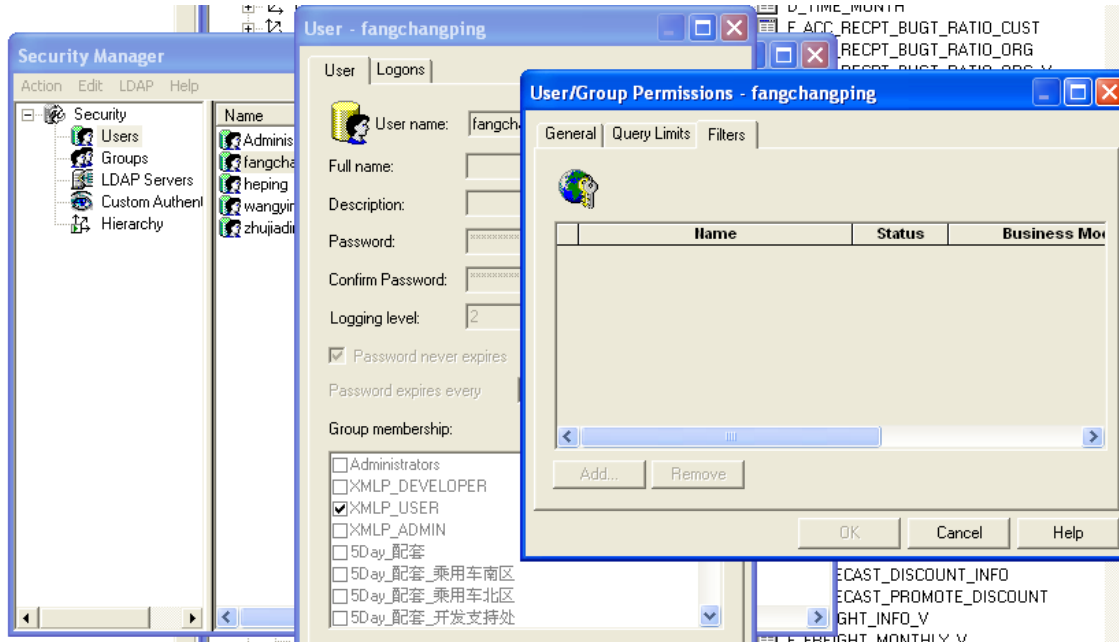 D_TIME_MONTH
F_ACC_RECPT_BUGT_RATIO_CUST
RECPT_BUGT_RATIO_ORG
RECPT_BUGT_RATIO_ORG_V
Security Manager
Action Edit LDAP Help
Security
Users
Groups
LDAP Servers
Custom Authent
Hierarchy
Name
Adminis
fangcha
heping
wangyin
zhujiadin
User - fangchangping
User Logons
User name: fangch
Full name:
Description:
Password: **********
Confirm Password: **********
Logging level: 2
Password never expires
Password expires every
Group membership:
Administrators
XMLP_DEVELOPER
XMLP_USER
XMLP_ADMIN
5Day_配套
5Day_配套_乘用车南区
5Day_配套_乘用车北区
5Day_配套_开发支持处
User/Group Permissions - fangchangping
General Query Limits Filters
Name Status Business Mo
Add... Remove
OK Cancel Help
ECAST_DISCOUNT_INFO
ECAST_PROMOTE_DISCOUNT
GHT_INFO_V
F_FREIGHT_MONTHLY_V